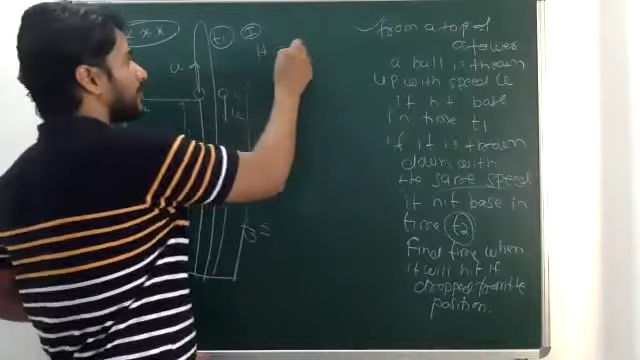 * *
t1
I
H
u
u
B =
from a top of
a tower
a ball is thrown
up with speed u
it hit base
in time t1
if it is thrown
down with
the same speed
it hit base in
time t2
Find time when
it will hit if
dropped from the
position.